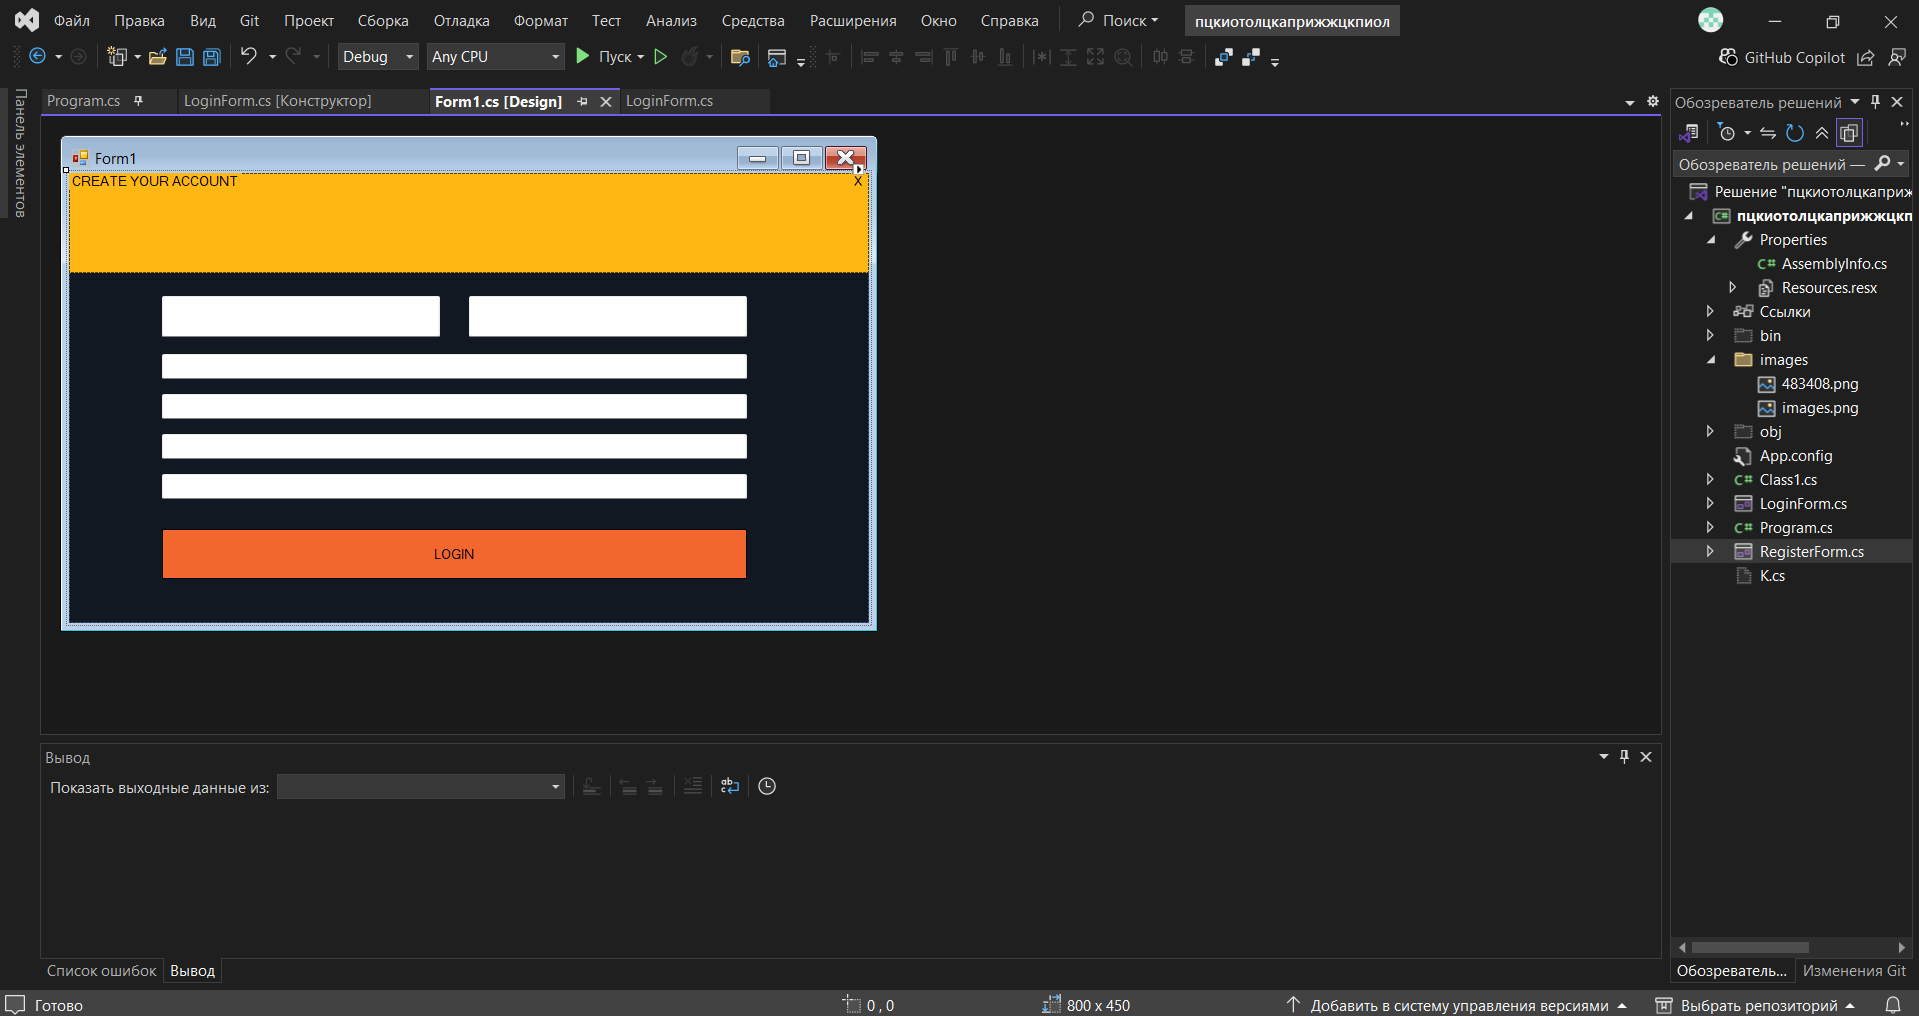 Файл Правка Вид Git Проект Сборка Отладка Формат Тест Анализ Средства Расширения Окно Справка Поиск пцкиотолцкаприжжцкпиол
Debug Any CPU Пуск GitHub Copilot
Панель элементов
Program.cs LoginForm.cs [Конструктор] Form1.cs [Design] LoginForm.cs
Form1
CREATE YOUR ACCOUNT X
LOGIN
Вывод
Показать выходные данные из:
Список ошибок Вывод
Обозреватель решений
Обозреватель решений —
Решение "пцкиотолцкаприж
пцкиотолцкаприжжцкп
Properties
AssemblyInfo.cs
Resources.resx
Ссылки
bin
images
483408.png
images.png
obj
App.config
Class1.cs
LoginForm.cs
Program.cs
RegisterForm.cs
K.cs
Обозреватель... Изменения Git
Готово 0 , 0 800 x 450 Добавить в систему управления версиями Выбрать репозиторий